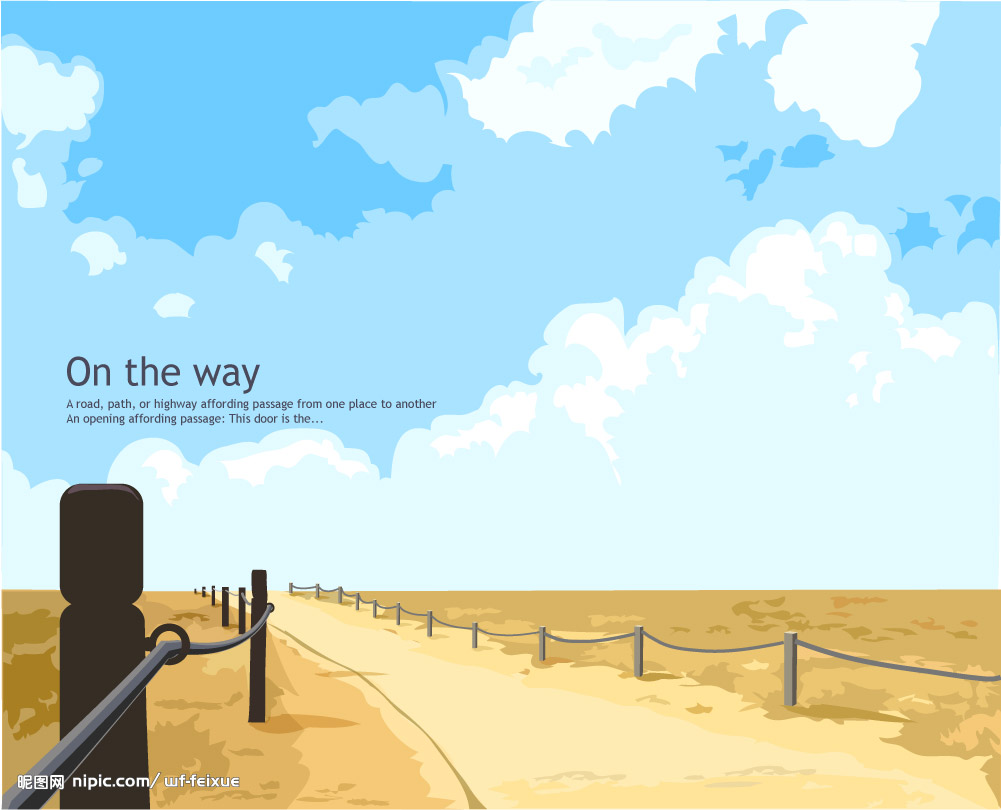 On the way
A road, path, or highway affording passage from one place to another
An opening affording passage: This door is the...
昵图网 nipic.com/wf-feixue